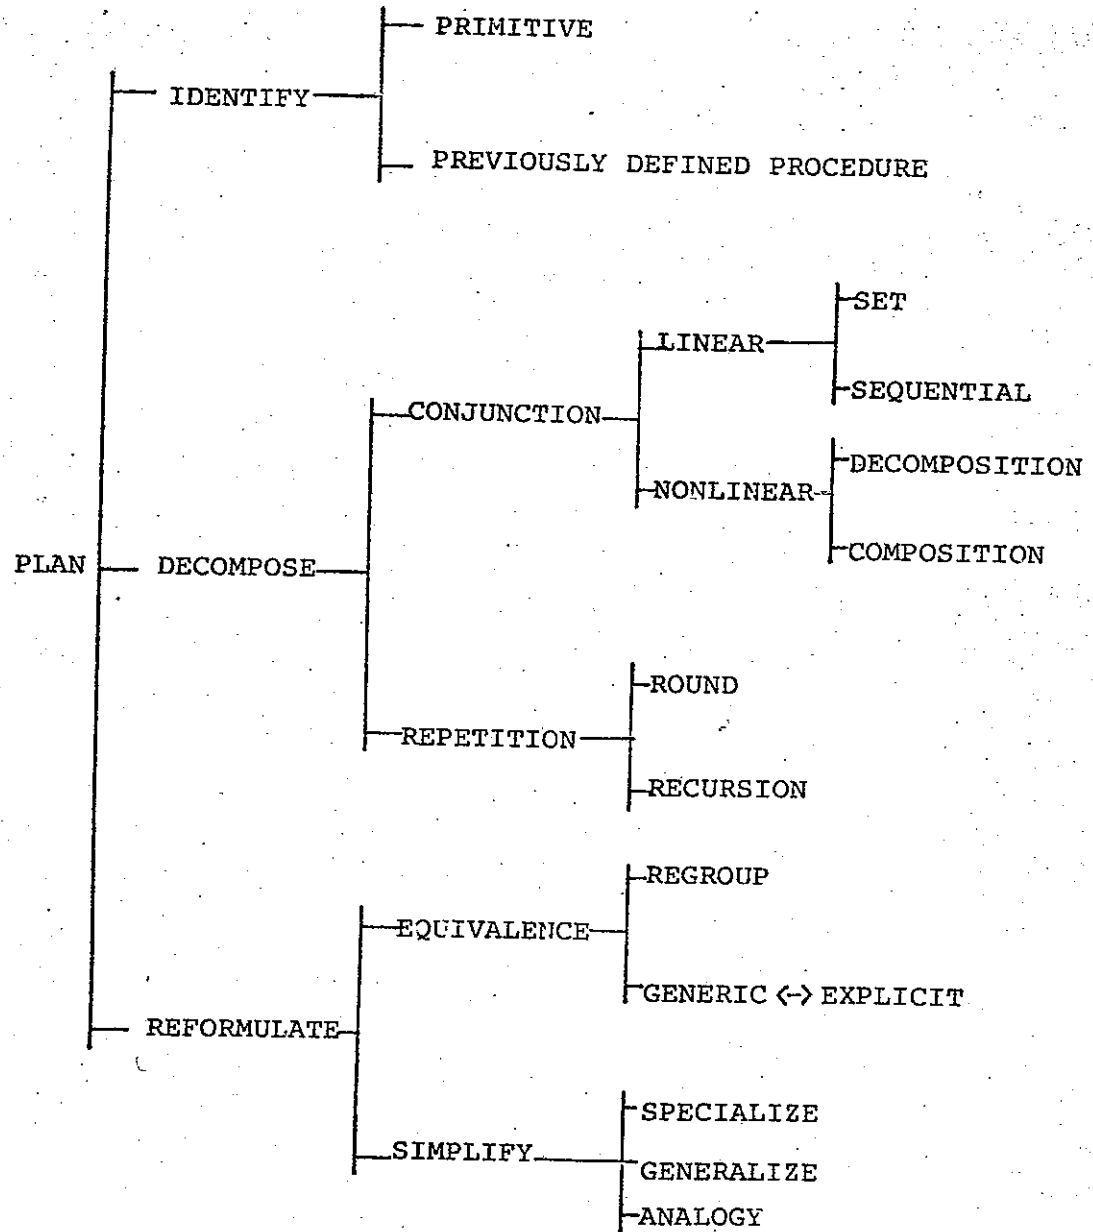 PRIMITIVE
IDENTIFY
PREVIOUSLY DEFINED PROCEDURE
SET
LINEAR
SEQUENTIAL
CONJUNCTION
DECOMPOSITION
NONLINEAR
COMPOSITION
PLAN DECOMPOSE
ROUND
REPETITION
RECURSION
REGROUP
EQUIVALENCE
GENERIC <-> EXPLICIT
REFORMULATE
SPECIALIZE
SIMPLIFY
GENERALIZE
ANALOGY